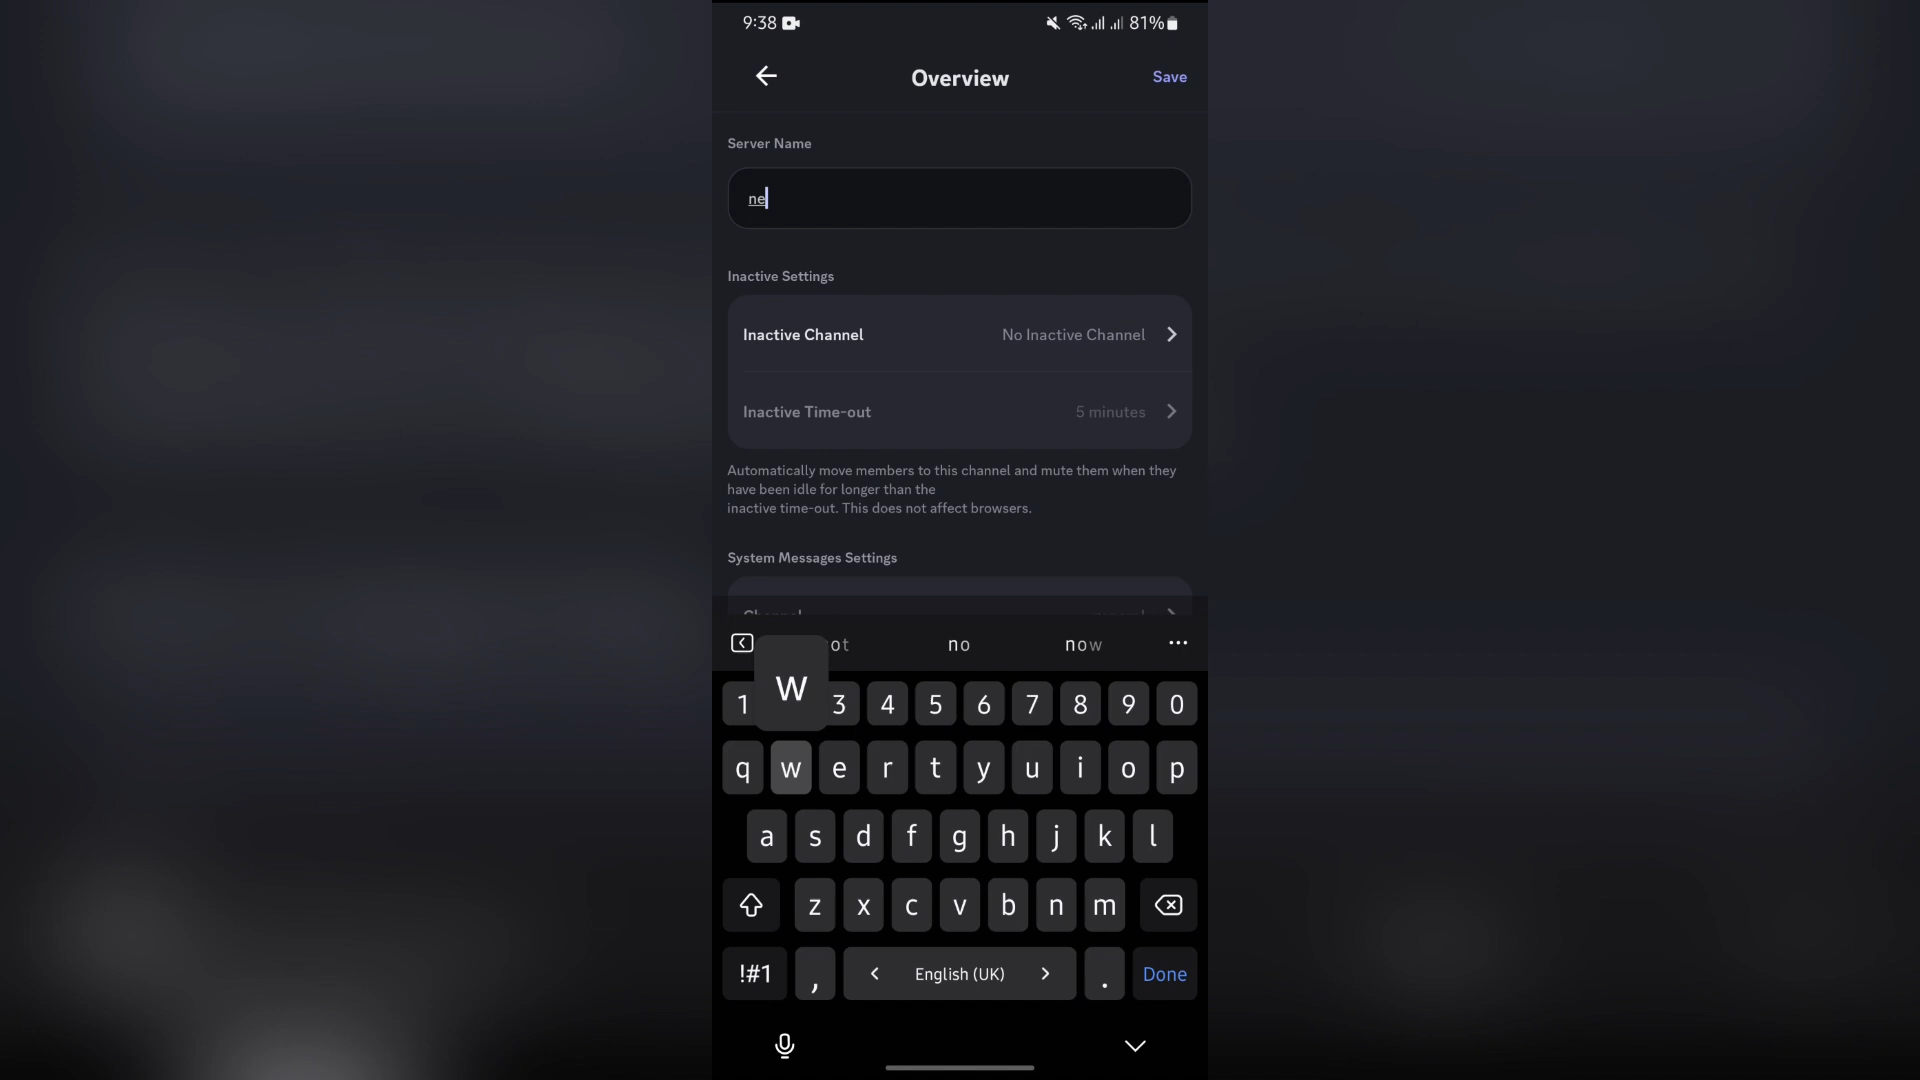 9:38
81%
Overview
Save
Server Name
ne
Inactive Settings
Inactive Channel
No Inactive Channel
Inactive Time-out
5 minutes
Automatically move members to this channel and mute them when they
have been idle for longer than the
inactive time-out. This does not affect browsers.
System Messages Settings
Channel
ot no now
W
1 3 4 5 6 7 8 9 0
q w e r t y u i o p
a s d f g h j k l
z x c v b n m
!#1 , < English (UK) > . Done